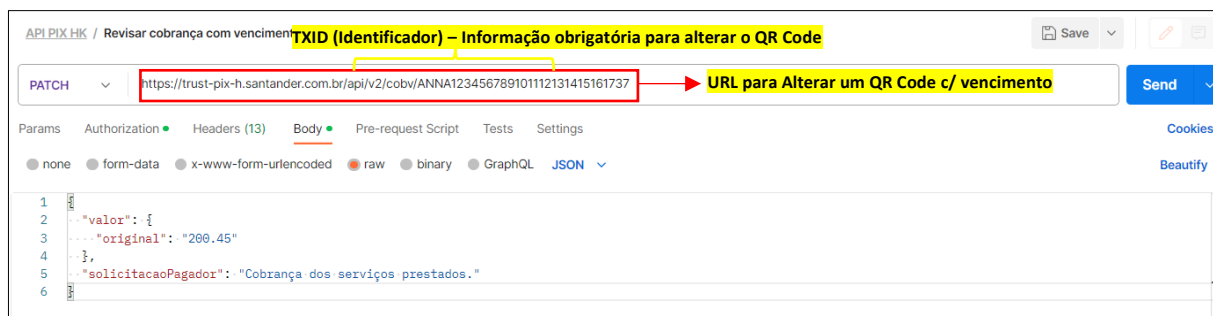 API PIX HK / Revisar cobrança com venciment
TXID (Identificador) – Informação obrigatória para alterar o QR Code
Save
PATCH
https://trust-pix-h.santander.com.br/api/v2/cobv/ANNA1234567891011121314151617​37
URL para Alterar um QR Code c/ vencimento
Send
Params Authorization Headers (13) Body Pre-request Script Tests Settings Cookies
none form-data x-www-form-urlencoded raw binary GraphQL JSON Beautify
1 {
2 "valor": {
3 "original": "200.45"
4 },
5 "solicitacaoPagador": "Cobrança dos serviços prestados."
6 }